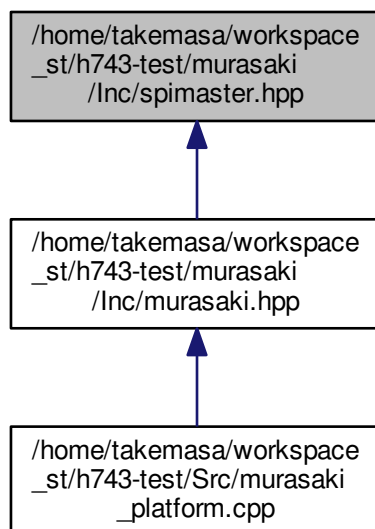 /home/takemasa/workspace
_st/h743-test/murasaki
/Inc/spimaster.hpp
/home/takemasa/workspace
_st/h743-test/murasaki
/Inc/murasaki.hpp
/home/takemasa/workspace
_st/h743-test/Src/murasaki
_platform.cpp